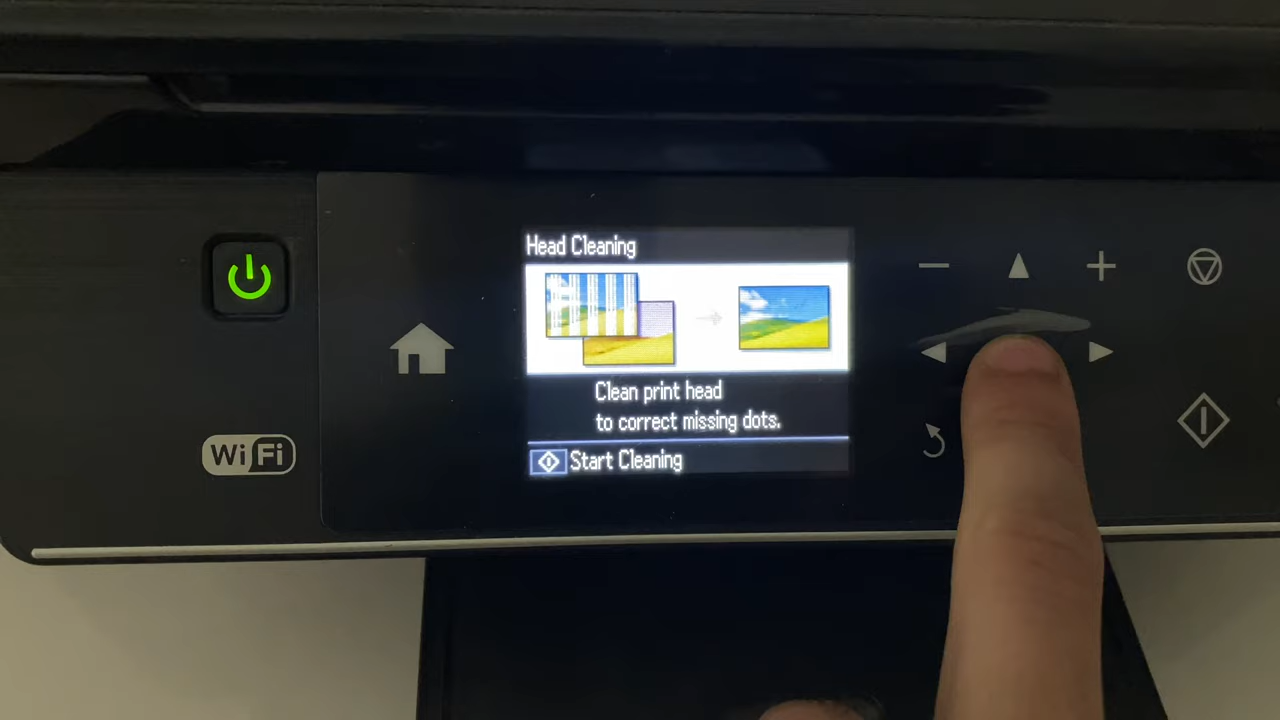 Head Cleaning
Clean print head
to correct missing dots.
Start Cleaning
WiFi